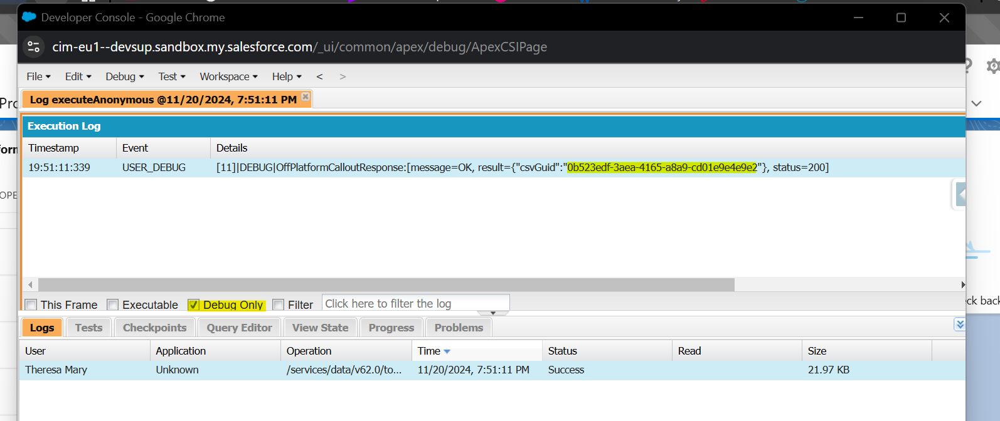 Developer Console - Google Chrome
cim-eu1--devsup.sandbox.my.salesforce.com/_ui/common/apex/debug/ApexCSIPage
File Edit Debug Test Workspace Help < >
Log executeAnonymous @11/20/2024, 7:51:11 PM
Execution Log
Timestamp Event Details
19:51:11:339 USER_DEBUG [11]|DEBUG|OffPlatformCalloutResponse:[message=OK, result={"csvGuid":"0b523edf-3aea-4165-a8a9-cd01e9e4e9e2"}, status=200]
This Frame Executable Debug Only Filter Click here to filter the log
Logs Tests Checkpoints Query Editor View State Progress Problems
User Application Operation Time Status Read Size
Theresa Mary Unknown /services/data/v62.0/to... 11/20/2024, 7:51:11 PM Success 21.97 KB